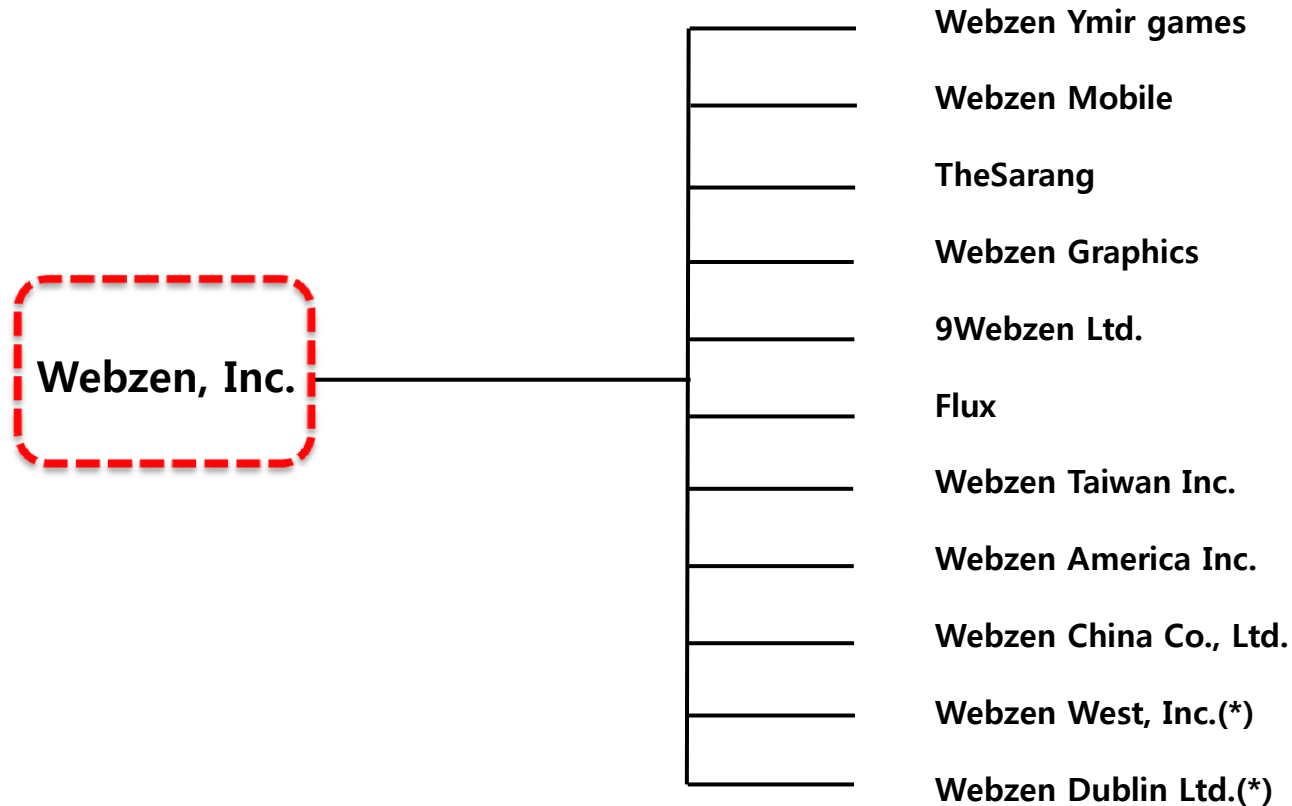 Webzen Ymir games
Webzen Mobile
TheSarang
Webzen Graphics
9Webzen Ltd.
Webzen, Inc.
Flux
Webzen Taiwan Inc.
Webzen America Inc.
Webzen China Co., Ltd.
Webzen West, Inc.(*)
Webzen Dublin Ltd.(*)